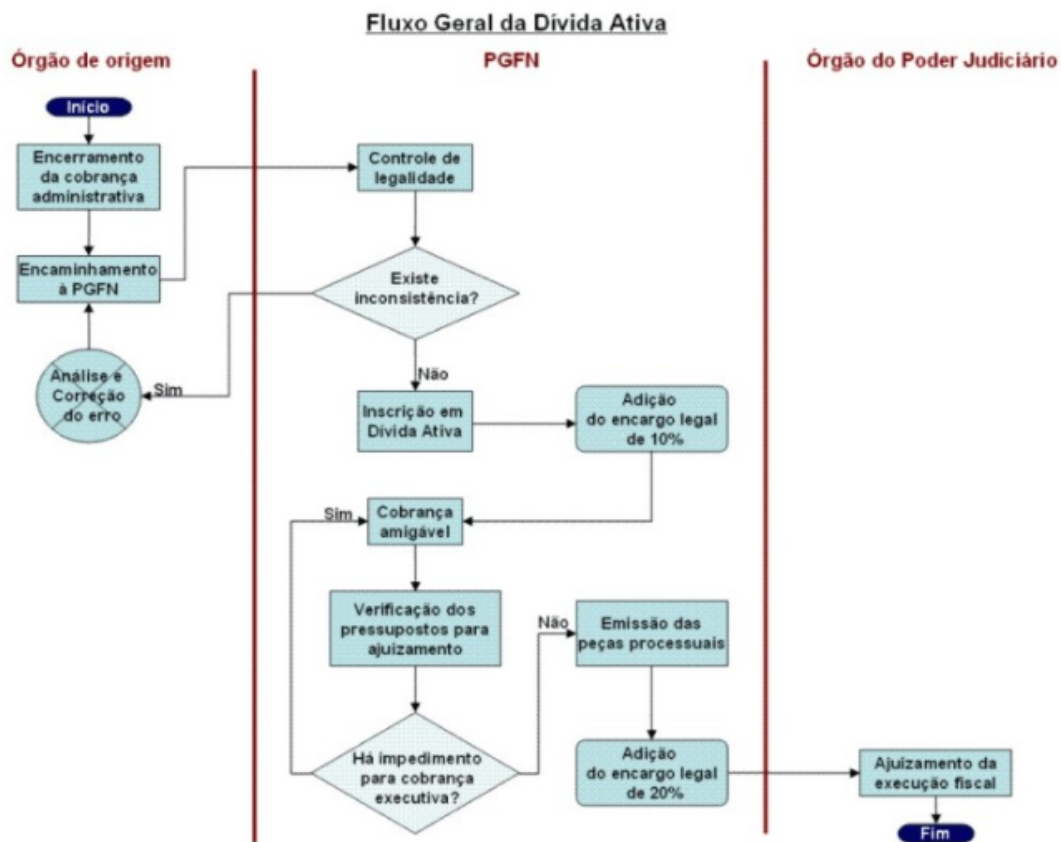 Fluxo Geral da Dívida Ativa
Órgão de origem
PGFN
Órgão do Poder Judiciário
Início
Encerramento
da cobrança
administrativa
Encaminhamento
à PGFN
Análise e
Correção
do erro
Controle de
legalidade
Existe
inconsistência?
Sim
Não
Inscrição em
Dívida Ativa
Adição
do encargo legal
de 10%
Sim
Cobrança
amigável
Verificação dos
pressupostos para
ajuizamento
Há impedimento
para cobrança
executiva?
Não
Emissão das
peças processuais
Adição
do encargo legal
de 20%
Ajuizamento da
execução fiscal
Fim